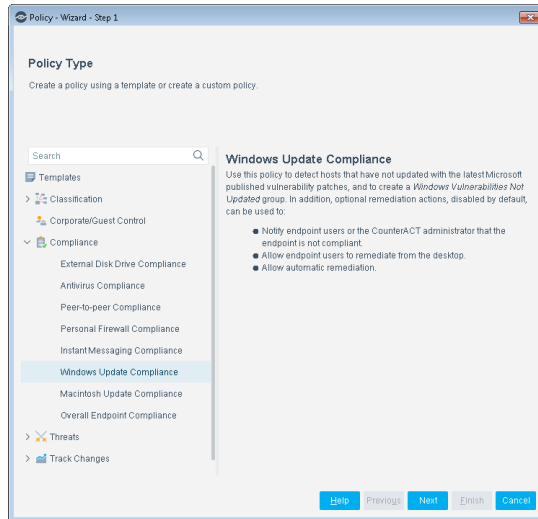 Policy - Wizard - Step 1
Policy Type
Create a policy using a template or create a custom policy.
Search
Templates
Classification
Corporate/Guest Control
Compliance
External Disk Drive Compliance
Antivirus Compliance
Peer-to-peer Compliance
Personal Firewall Compliance
Instant Messaging Compliance
Windows Update Compliance
Macintosh Update Compliance
Overall Endpoint Compliance
Threats
Track Changes
Windows Update Compliance
Use this policy to detect hosts that have not updated with the latest Microsoft
published vulnerability patches, and to create a Windows Vulnerabilities Not
Updated group. In addition, optional remediation actions, disabled by default,
can be used to:
● Notify endpoint users or the CounterACT administrator that the
endpoint is not compliant.
● Allow endpoint users to remediate from the desktop.
● Allow automatic remediation.
Help Previous Next Finish Cancel